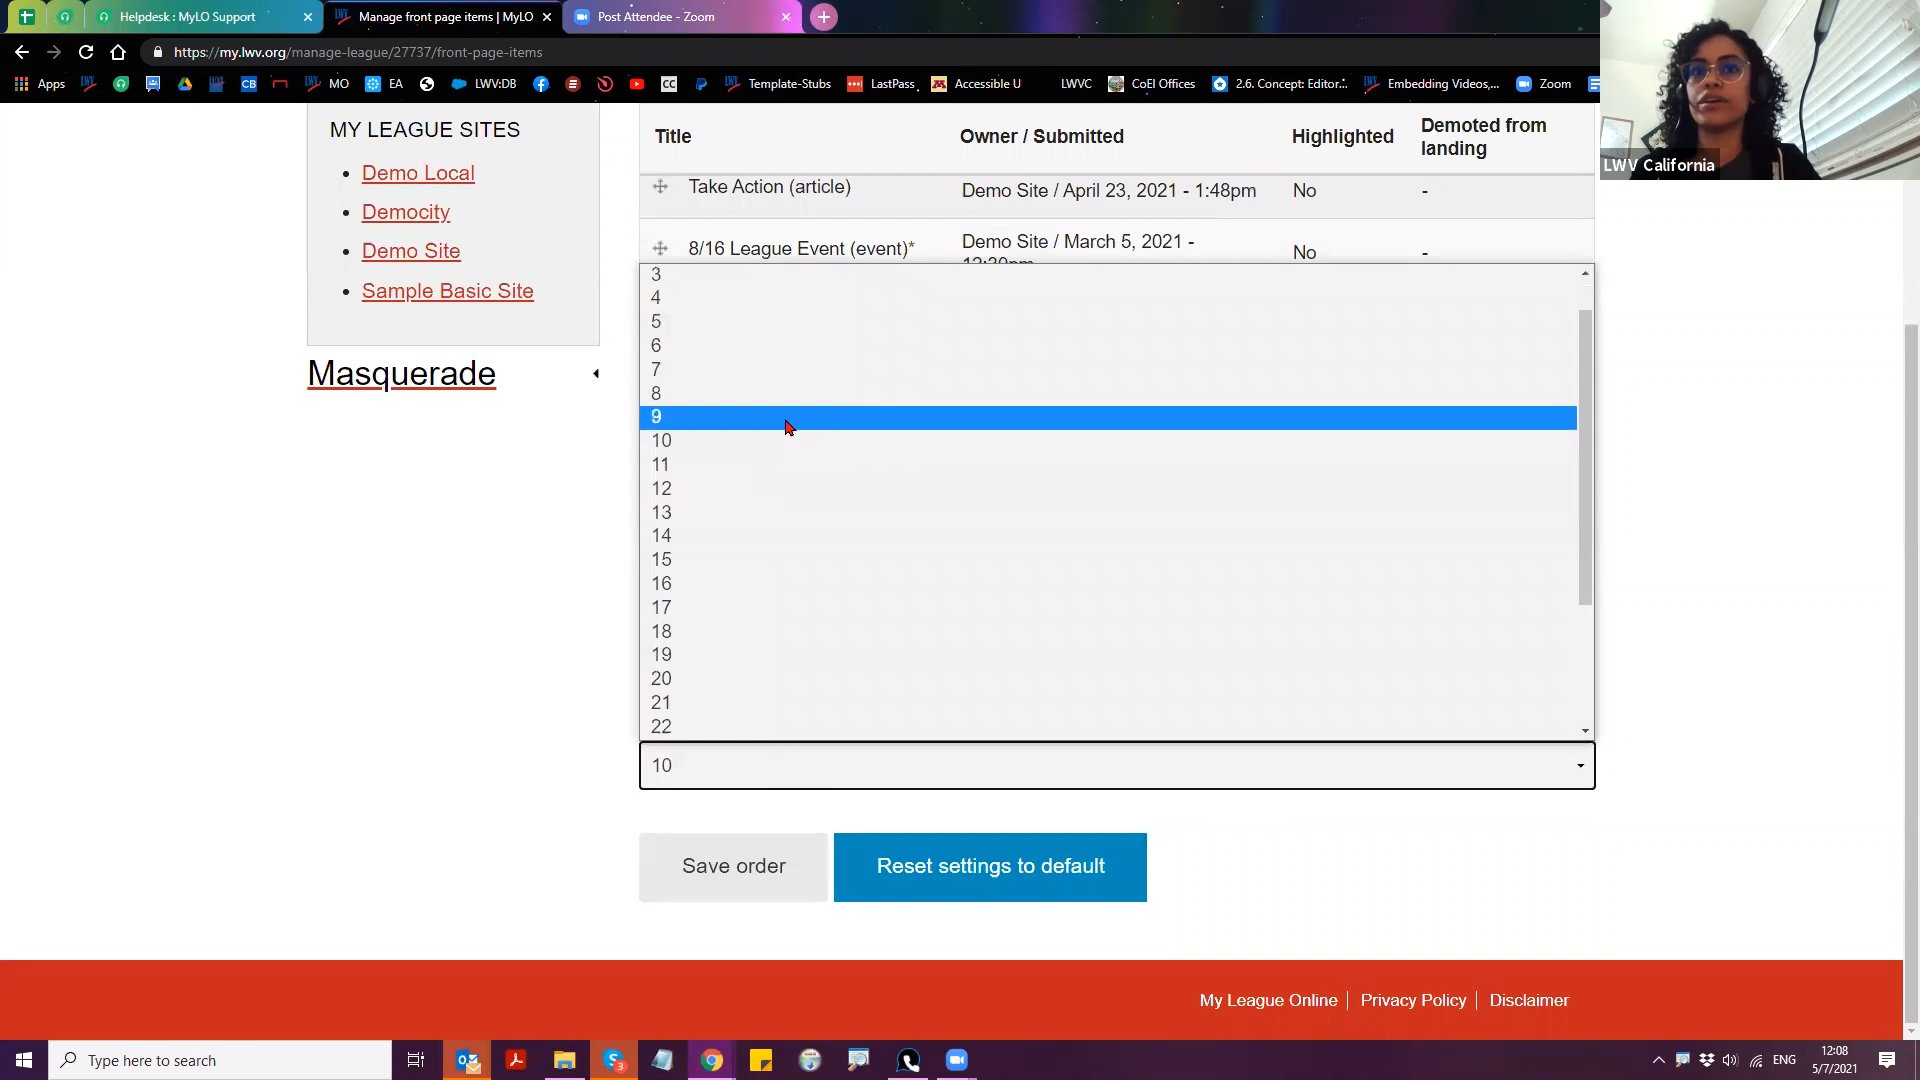 Helpdesk : MyLO Support
Manage front page items | MyLO
Post Attendee - Zoom
https://my.lwv.org/manage-league/27737/front-page-items
Apps
MO
EA
LWV:DB
CC
Template-Stubs
LastPass
Accessible U
LWVC
CoEI Offices
2.6. Concept: Editor...
Embedding Videos,...
Zoom
LWV California
MY LEAGUE SITES
Demo Local
Democity
Demo Site
Sample Basic Site
Masquerade
Title
Owner / Submitted
Highlighted
Demoted from
landing
Take Action (article)
Demo Site / April 23, 2021 - 1:48pm
No
-
8/16 League Event (event)*
Demo Site / March 5, 2021 -
No
-
3
4
5
6
7
8
9
10
11
12
13
14
15
16
17
18
19
20
21
22
10
Save order
Reset settings to default
My League Online
Privacy Policy
Disclaimer
Type here to search
3
ENG
12:08
5/7/2021